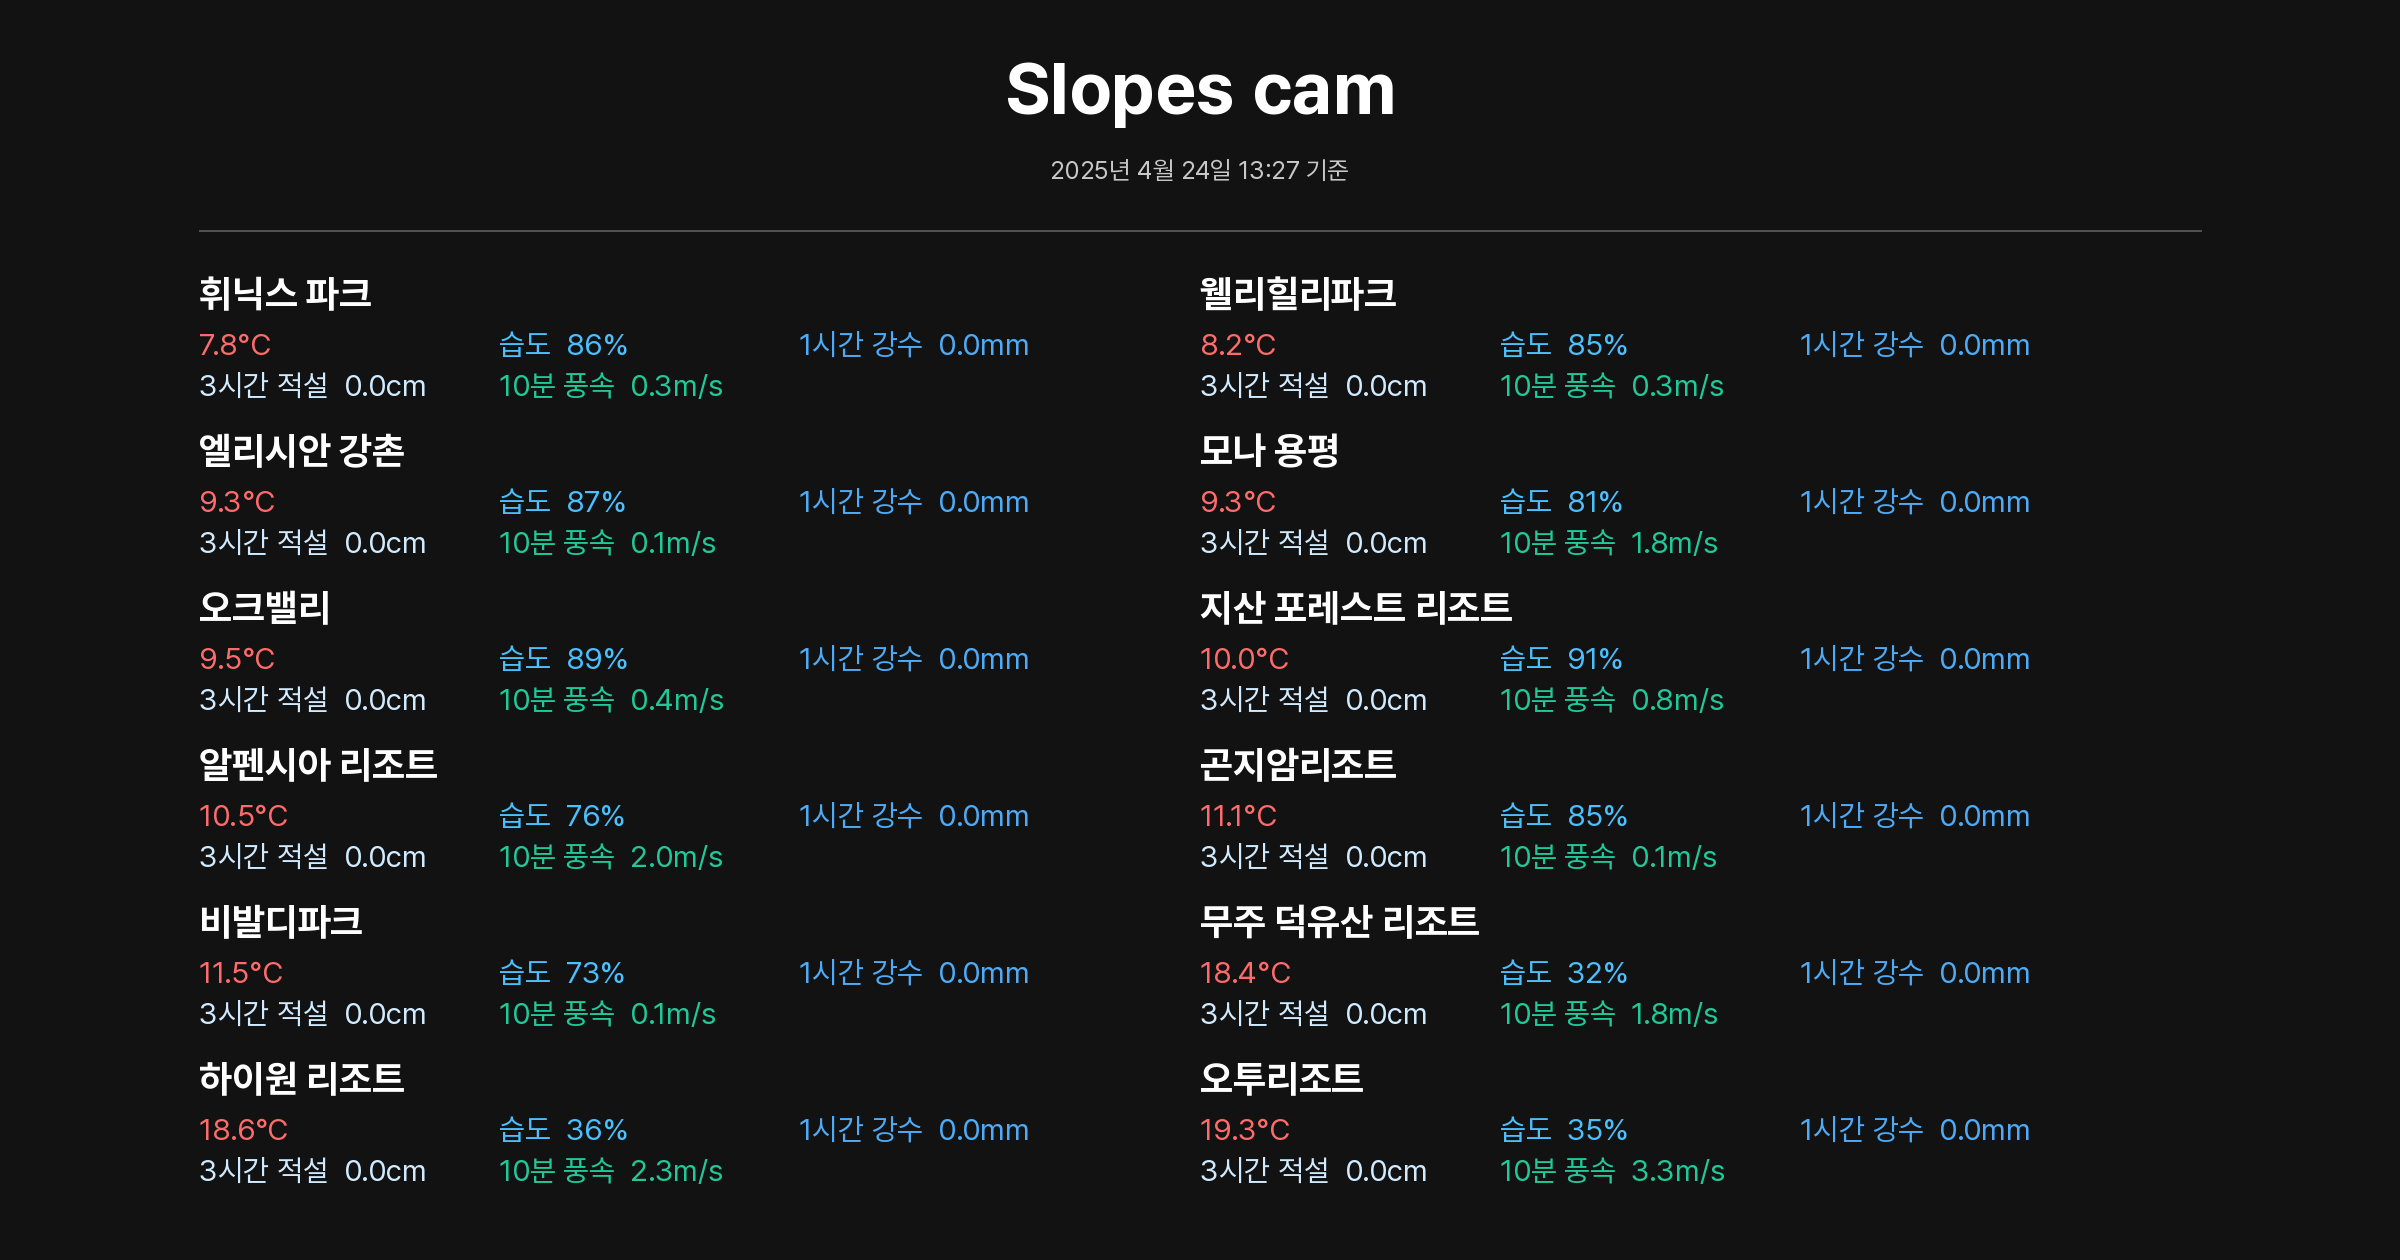 Slopes cam
2025년 4월 24일 13:27 기준
휘닉스 파크
7.8°C 습도 86% 1시간 강수 0.0mm
3시간 적설 0.0cm 10분 풍속 0.3m/s
웰리힐리파크
8.2°C 습도 85% 1시간 강수 0.0mm
3시간 적설 0.0cm 10분 풍속 0.3m/s
엘리시안 강촌
9.3°C 습도 87% 1시간 강수 0.0mm
3시간 적설 0.0cm 10분 풍속 0.1m/s
모나 용평
9.3°C 습도 81% 1시간 강수 0.0mm
3시간 적설 0.0cm 10분 풍속 1.8m/s
오크밸리
9.5°C 습도 89% 1시간 강수 0.0mm
3시간 적설 0.0cm 10분 풍속 0.4m/s
지산 포레스트 리조트
10.0°C 습도 91% 1시간 강수 0.0mm
3시간 적설 0.0cm 10분 풍속 0.8m/s
알펜시아 리조트
10.5°C 습도 76% 1시간 강수 0.0mm
3시간 적설 0.0cm 10분 풍속 2.0m/s
곤지암리조트
11.1°C 습도 85% 1시간 강수 0.0mm
3시간 적설 0.0cm 10분 풍속 0.1m/s
비발디파크
11.5°C 습도 73% 1시간 강수 0.0mm
3시간 적설 0.0cm 10분 풍속 0.1m/s
무주 덕유산 리조트
18.4°C 습도 32% 1시간 강수 0.0mm
3시간 적설 0.0cm 10분 풍속 1.8m/s
하이원 리조트
18.6°C 습도 36% 1시간 강수 0.0mm
3시간 적설 0.0cm 10분 풍속 2.3m/s
오투리조트
19.3°C 습도 35% 1시간 강수 0.0mm
3시간 적설 0.0cm 10분 풍속 3.3m/s